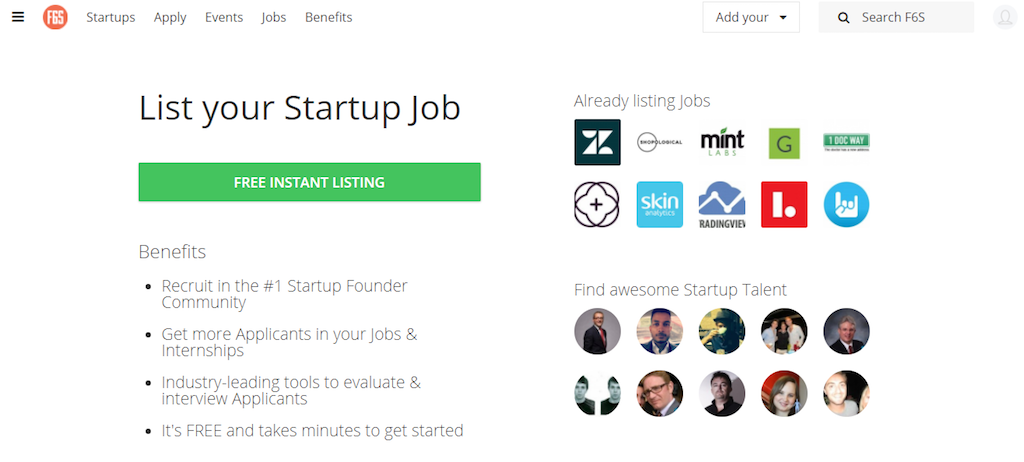 F6S Startups Apply Events Jobs Benefits Add your Search F6S
List your Startup Job
FREE INSTANT LISTING
Benefits
• Recruit in the #1 Startup Founder
Community
• Get more Applicants in your Jobs &
Internships
• Industry-leading tools to evaluate &
interview Applicants
• It's FREE and takes minutes to get started
Already listing Jobs
SHOPOLOGICAL
mint
LABS
G
1 DOC WAY
skin
analytics
RADINGVIEW
Find awesome Startup Talent